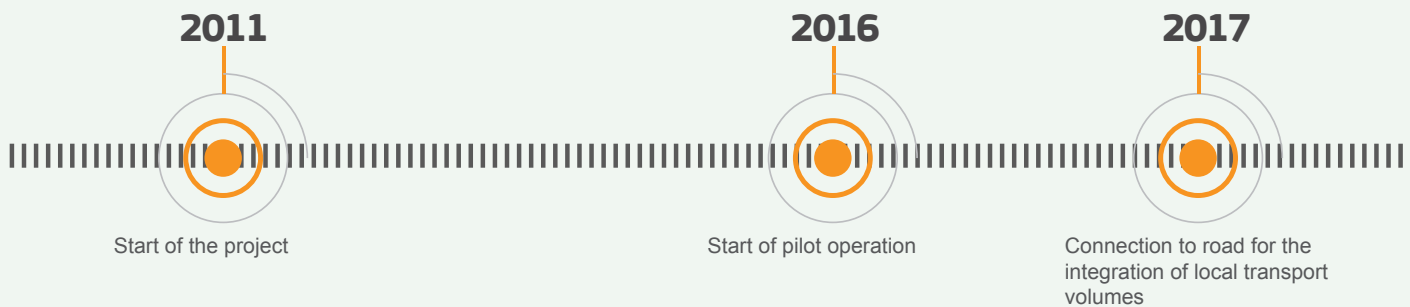 2011
2016
2017
Start of the project
Start of pilot operation
Connection to road for the
integration of local transport
volumes